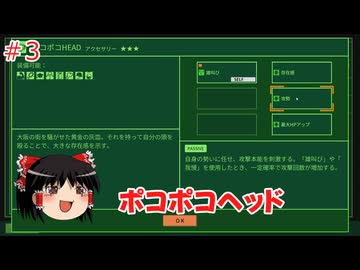 #3
コポコHEAD アクセサリー ★★★
装備可能：
雄叫び
SELF
存在感
攻勢
最大HPアップ
大阪の街を騒がせた黄金の灰皿。それを持って自分の頭を
殴ることで、大きな存在感を示す。
PASSIVE
自身の勢いに任せ、攻撃本能を刺激する。「雄叫び」や「
我慢」を使用したとき、一定確率で攻撃回数が増加する。
ポコポコヘッド
OK